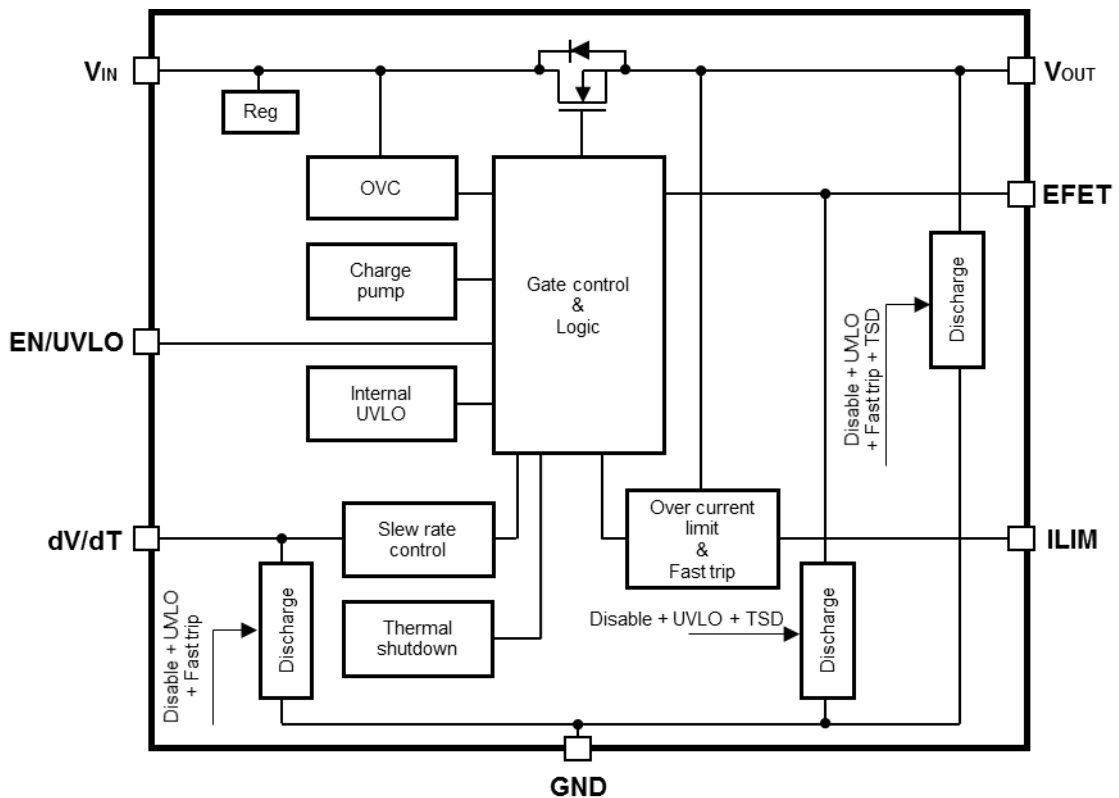 VIN
VOUT
Reg
OVC
EFET
Charge
pump
Gate control
&
Logic
Discharge
Disable + UVLO
+ Fast trip + TSD
EN/UVLO
Internal
UVLO
dV/dT
Slew rate
control
Over current
limit
&
Fast trip
ILIM
Discharge
Disable + UVLO
+ Fast trip
Thermal
shutdown
Disable + UVLO + TSD
Discharge
GND